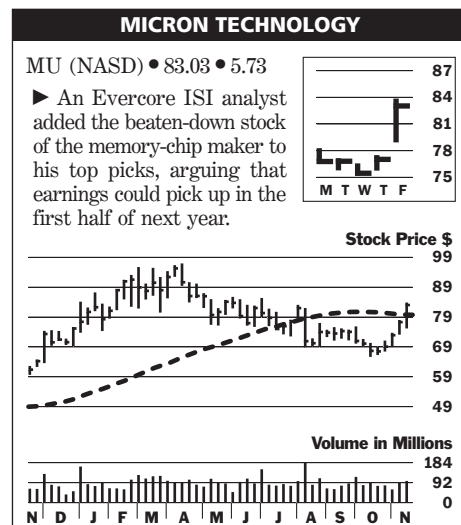 MICRON TECHNOLOGY
MU (NASD) ● 83.03 ● 5.73
► An Evercore ISI analyst
added the beaten-down stock
of the memory-chip maker to
his top picks, arguing that
earnings could pick up in the
first half of next year.
87
84
81
78
75
M T W T F
Stock Price $
99
89
79
69
59
49
Volume in Millions
184
92
0
N D J F M A M J J A S O N